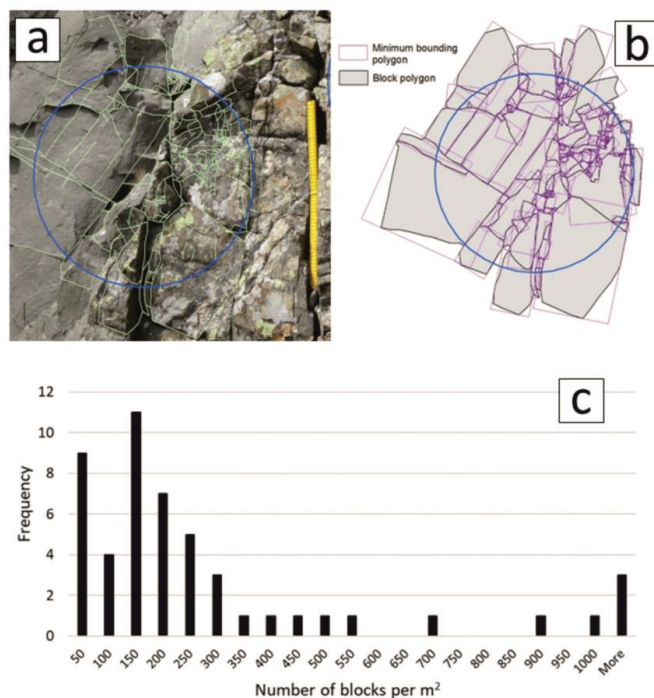 a
b
Minimum bounding
polygon
Block polygon
c
12
10
8
6
4
2
0
Frequency
50 100 150 200 250 300 350 400 450 500 550 600 650 700 750 800 850 900 950 1000 More
Number of blocks per m²